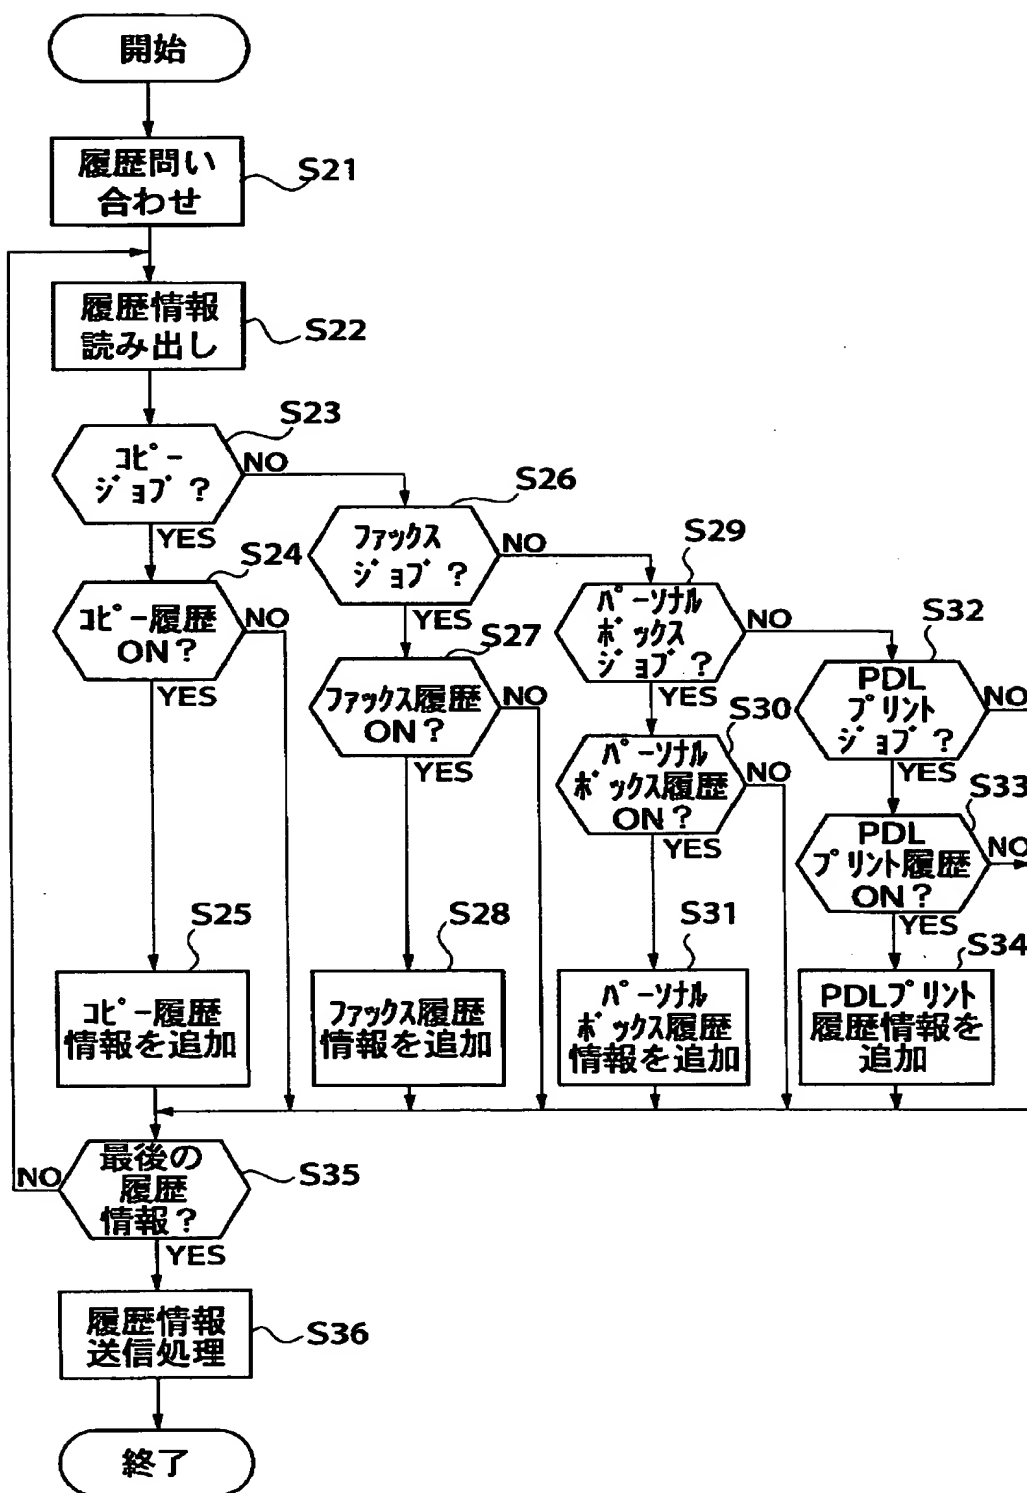 開始
履歴問い
合わせ
S21
履歴情報
読み出し
S22
S23
コピー
ジョブ?
NO
YES
S24
コピー履歴
ON?
NO
YES
S25
コピー履歴
情報を追加
S26
ファックス
ジョブ?
NO
YES
S27
ファックス履歴
ON?
NO
YES
S28
ファックス履歴
情報を追加
S29
パーソナル
ボックス
ジョブ?
NO
YES
S30
パーソナル
ボックス履歴
ON?
NO
YES
S31
パーソナル
ボックス履歴
情報を追加
S32
PDL
プリント
ジョブ?
NO
YES
S33
PDL
プリント履歴
ON?
NO
YES
S34
PDLプリント
履歴情報を
追加
最後の
履歴
情報?
S35
NO
YES
履歴情報
送信処理
S36
終了